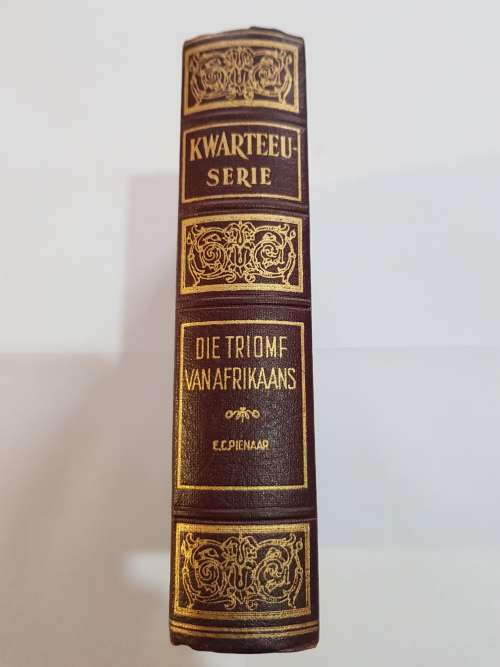 KWARTEEU-
SERIE
DIE TRIOMF
VAN AFRIKAANS
E.C.PIENAAR